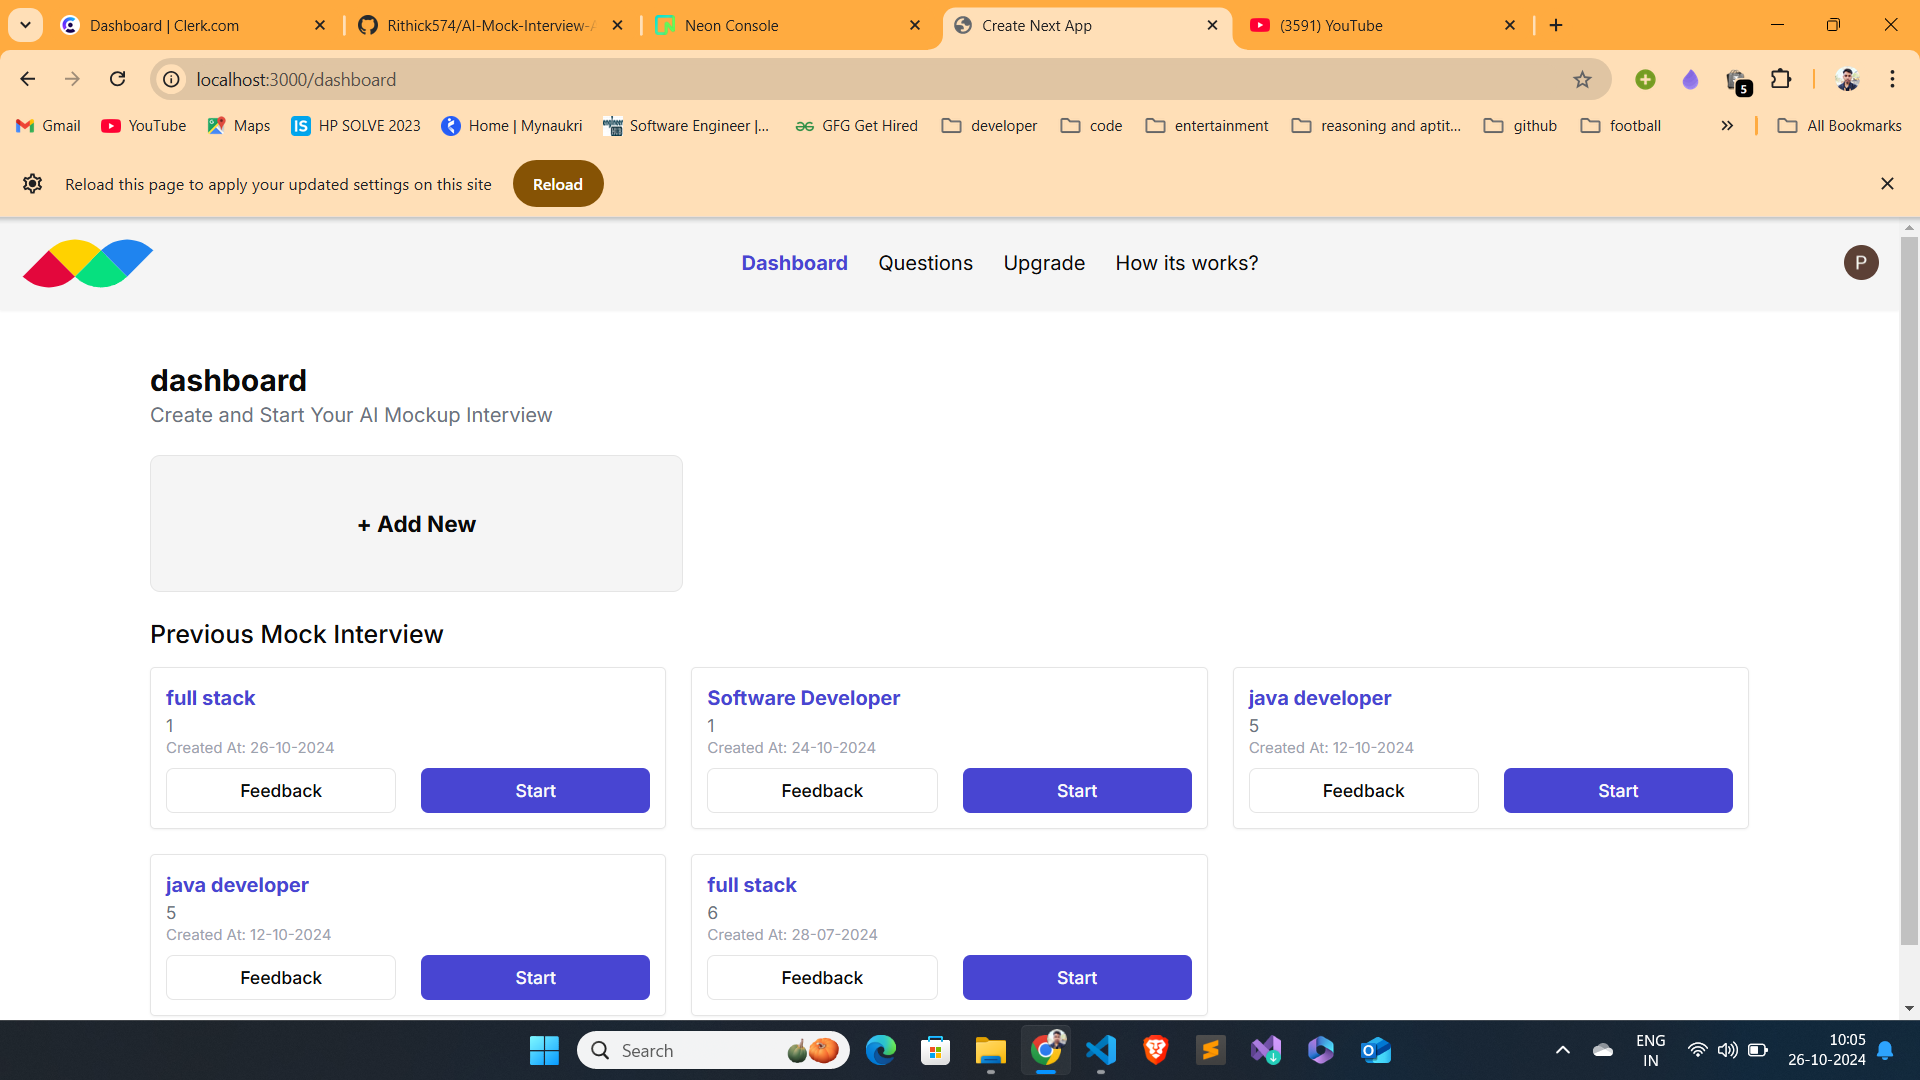 Dashboard | Clerk.com
Rithick574/AI-Mock-Interview-A
Neon Console
Create Next App
(3591) YouTube
localhost:3000/dashboard
5
Gmail
YouTube
Maps
IS HP SOLVE 2023
Home | Mynaukri
Software Engineer |...
GFG Get Hired
developer
code
entertainment
reasoning and aptit...
github
football
All Bookmarks
Reload this page to apply your updated settings on this site
Reload
Dashboard
Questions
Upgrade
How its works?
P
dashboard
Create and Start Your AI Mockup Interview
+ Add New
Previous Mock Interview
full stack
1
Created At: 26-10-2024
Feedback
Start
Software Developer
1
Created At: 24-10-2024
Feedback
Start
java developer
5
Created At: 12-10-2024
Feedback
Start
java developer
5
Created At: 12-10-2024
Feedback
Start
full stack
6
Created At: 28-07-2024
Feedback
Start
Search
ENG
IN
10:05
26-10-2024